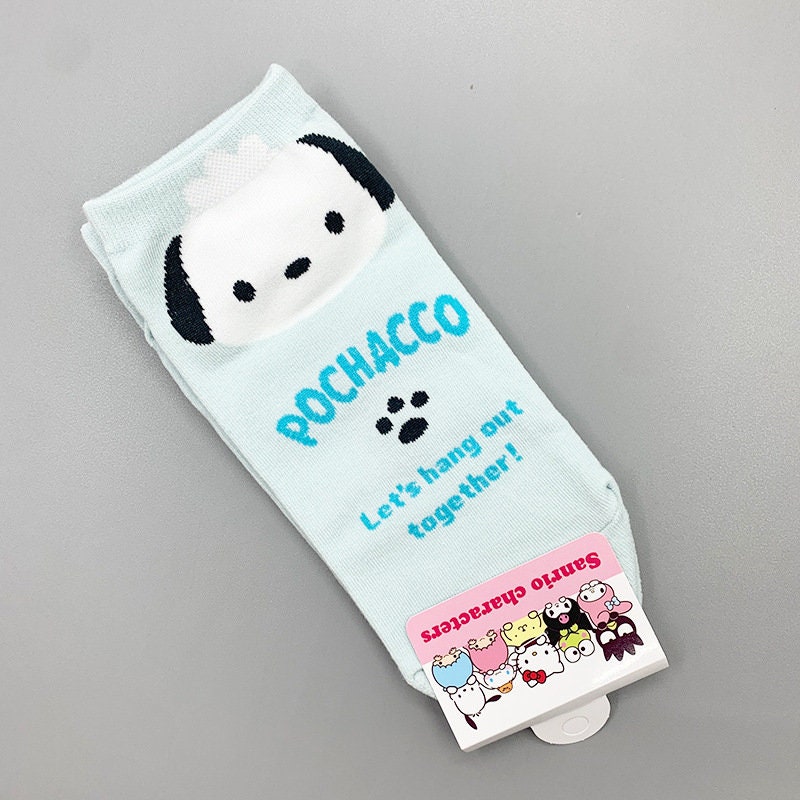 POCHACCO
Let's hang out
together!
Sanrio characters